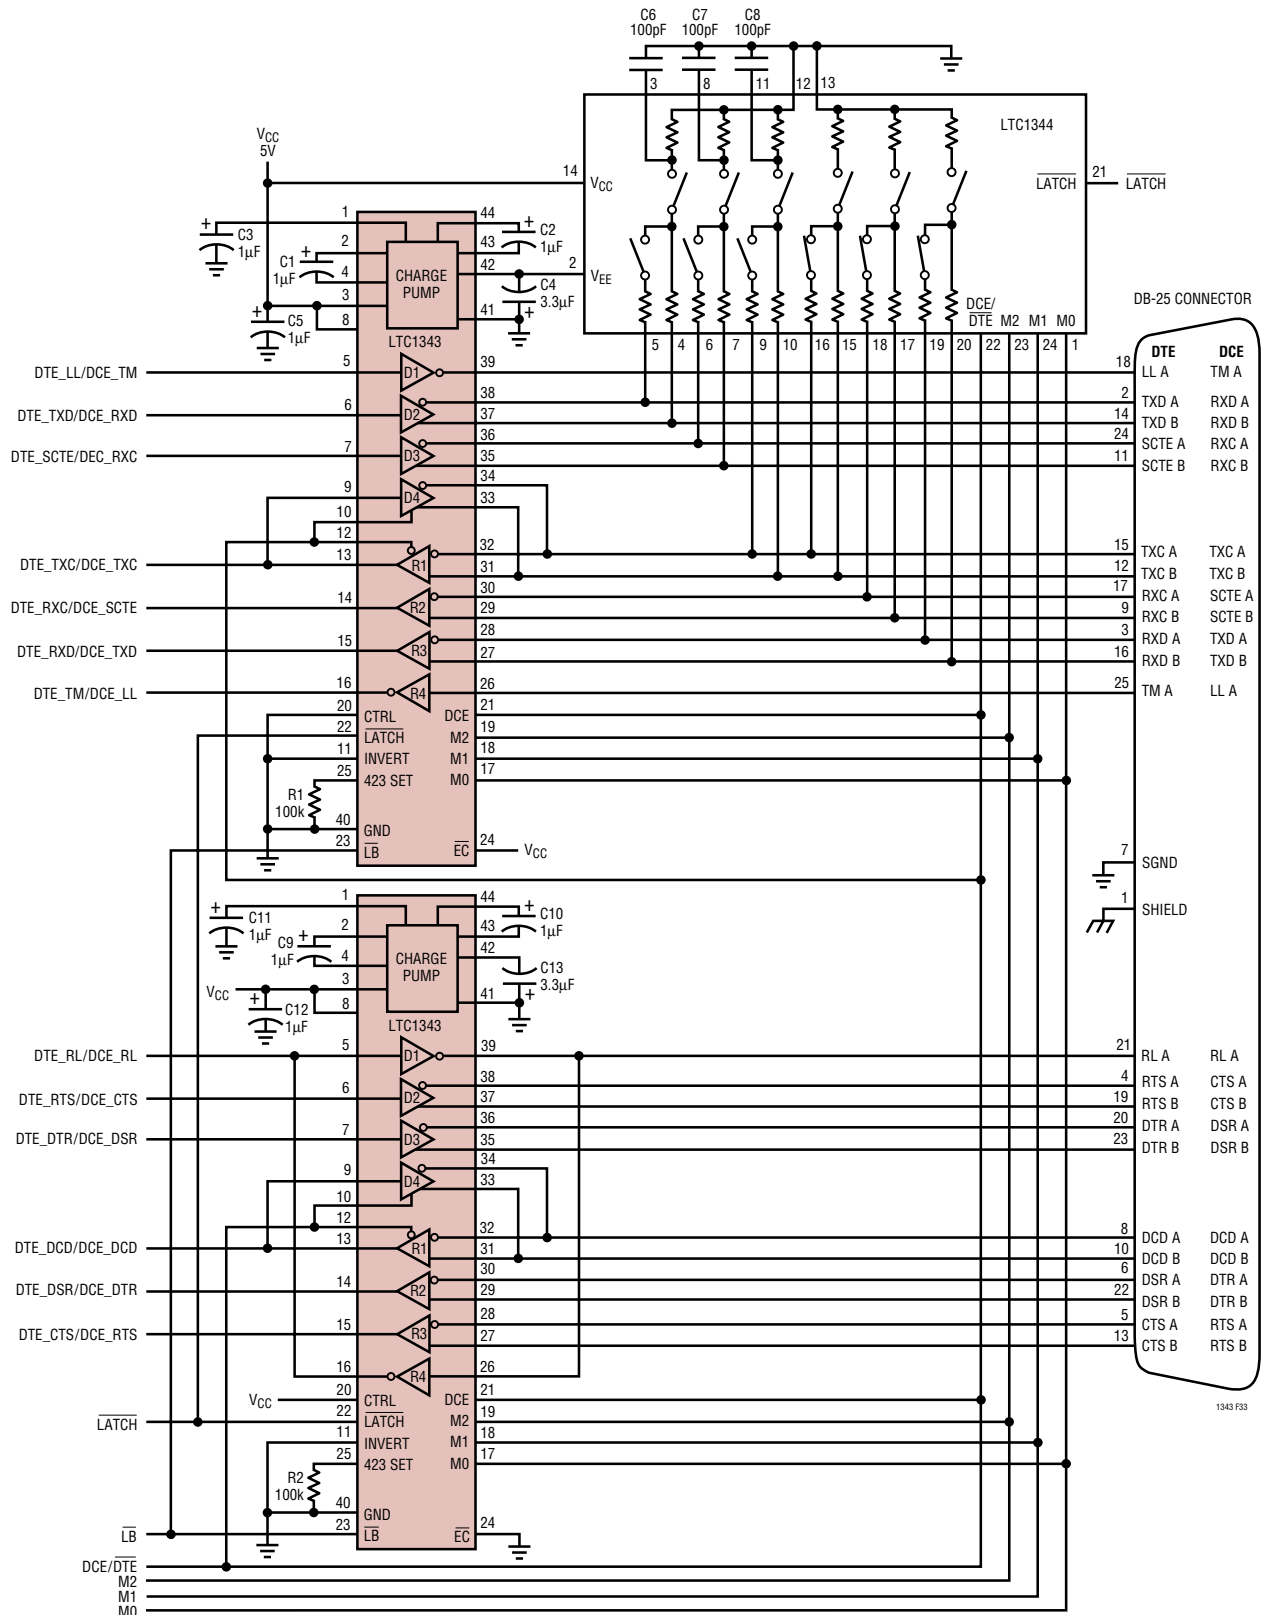 C6
100pF
C7
100pF
C8
100pF
3
8
11
12
13
LTC1344
VCC
5V
14
VCC
LATCH
21
LATCH
1
44
C3
1µF
C2
1µF
2
43
C1
1µF
4
42
2
VEE
CHARGE
PUMP
C4
3.3µF
3
41
C5
1µF
8
LTC1343
DCE/
DTE
M2
M1
M0
5
4
6
7
9
10
16
15
18
17
19
20
22
23
24
1
DB-25 CONNECTOR
DTE
DCE
DTE_LL/DCE_TM
5
D1
39
18
LL A
TM A
38
2
TXD A
RXD A
DTE_TXD/DCE_RXD
6
D2
37
14
TXD B
RXD B
36
24
SCTE A
RXC A
DTE_SCTE/DEC_RXC
7
D3
35
11
SCTE B
RXC B
9
D4
34
33
10
12
32
15
TXC A
TXC A
DTE_TXC/DCE_TXC
13
R1
31
12
TXC B
TXC B
30
17
RXC A
SCTE A
DTE_RXC/DCE_SCTE
14
R2
29
9
RXC B
SCTE B
28
3
RXD A
TXD A
DTE_RXD/DCE_TXD
15
R3
27
16
RXD B
TXD B
DTE_TM/DCE_LL
16
R4
26
25
TM A
LL A
20
CTRL
DCE
21
22
LATCH
M2
19
11
INVERT
M1
18
25
423 SET
M0
17
R1
100k
40
GND
23
LB
EC
24
VCC
7
SGND
1
SHIELD
1
44
C11
1µF
C10
1µF
2
43
C9
1µF
4
42
CHARGE
PUMP
C13
3.3µF
VCC
3
41
C12
1µF
8
LTC1343
DTE_RL/DCE_RL
5
D1
39
21
RL A
RL A
38
4
RTS A
CTS A
DTE_RTS/DCE_CTS
6
D2
37
19
RTS B
CTS B
36
20
DTR A
DSR A
DTE_DTR/DCE_DSR
7
D3
35
23
DTR B
DSR B
9
D4
34
33
10
12
32
8
DCD A
DCD A
DTE_DCD/DCE_DCD
13
R1
31
10
DCD B
DCD B
30
6
DSR A
DTR A
DTE_DSR/DCE_DTR
14
R2
29
22
DSR B
DTR B
28
5
CTS A
RTS A
DTE_CTS/DCE_RTS
15
R3
27
13
CTS B
RTS B
16
R4
26
VCC
20
CTRL
DCE
21
LATCH
22
LATCH
M2
19
11
INVERT
M1
18
25
423 SET
M0
17
R2
100k
40
GND
LB
23
LB
EC
24
DCE/DTE
M2
M1
M0
1343 F33